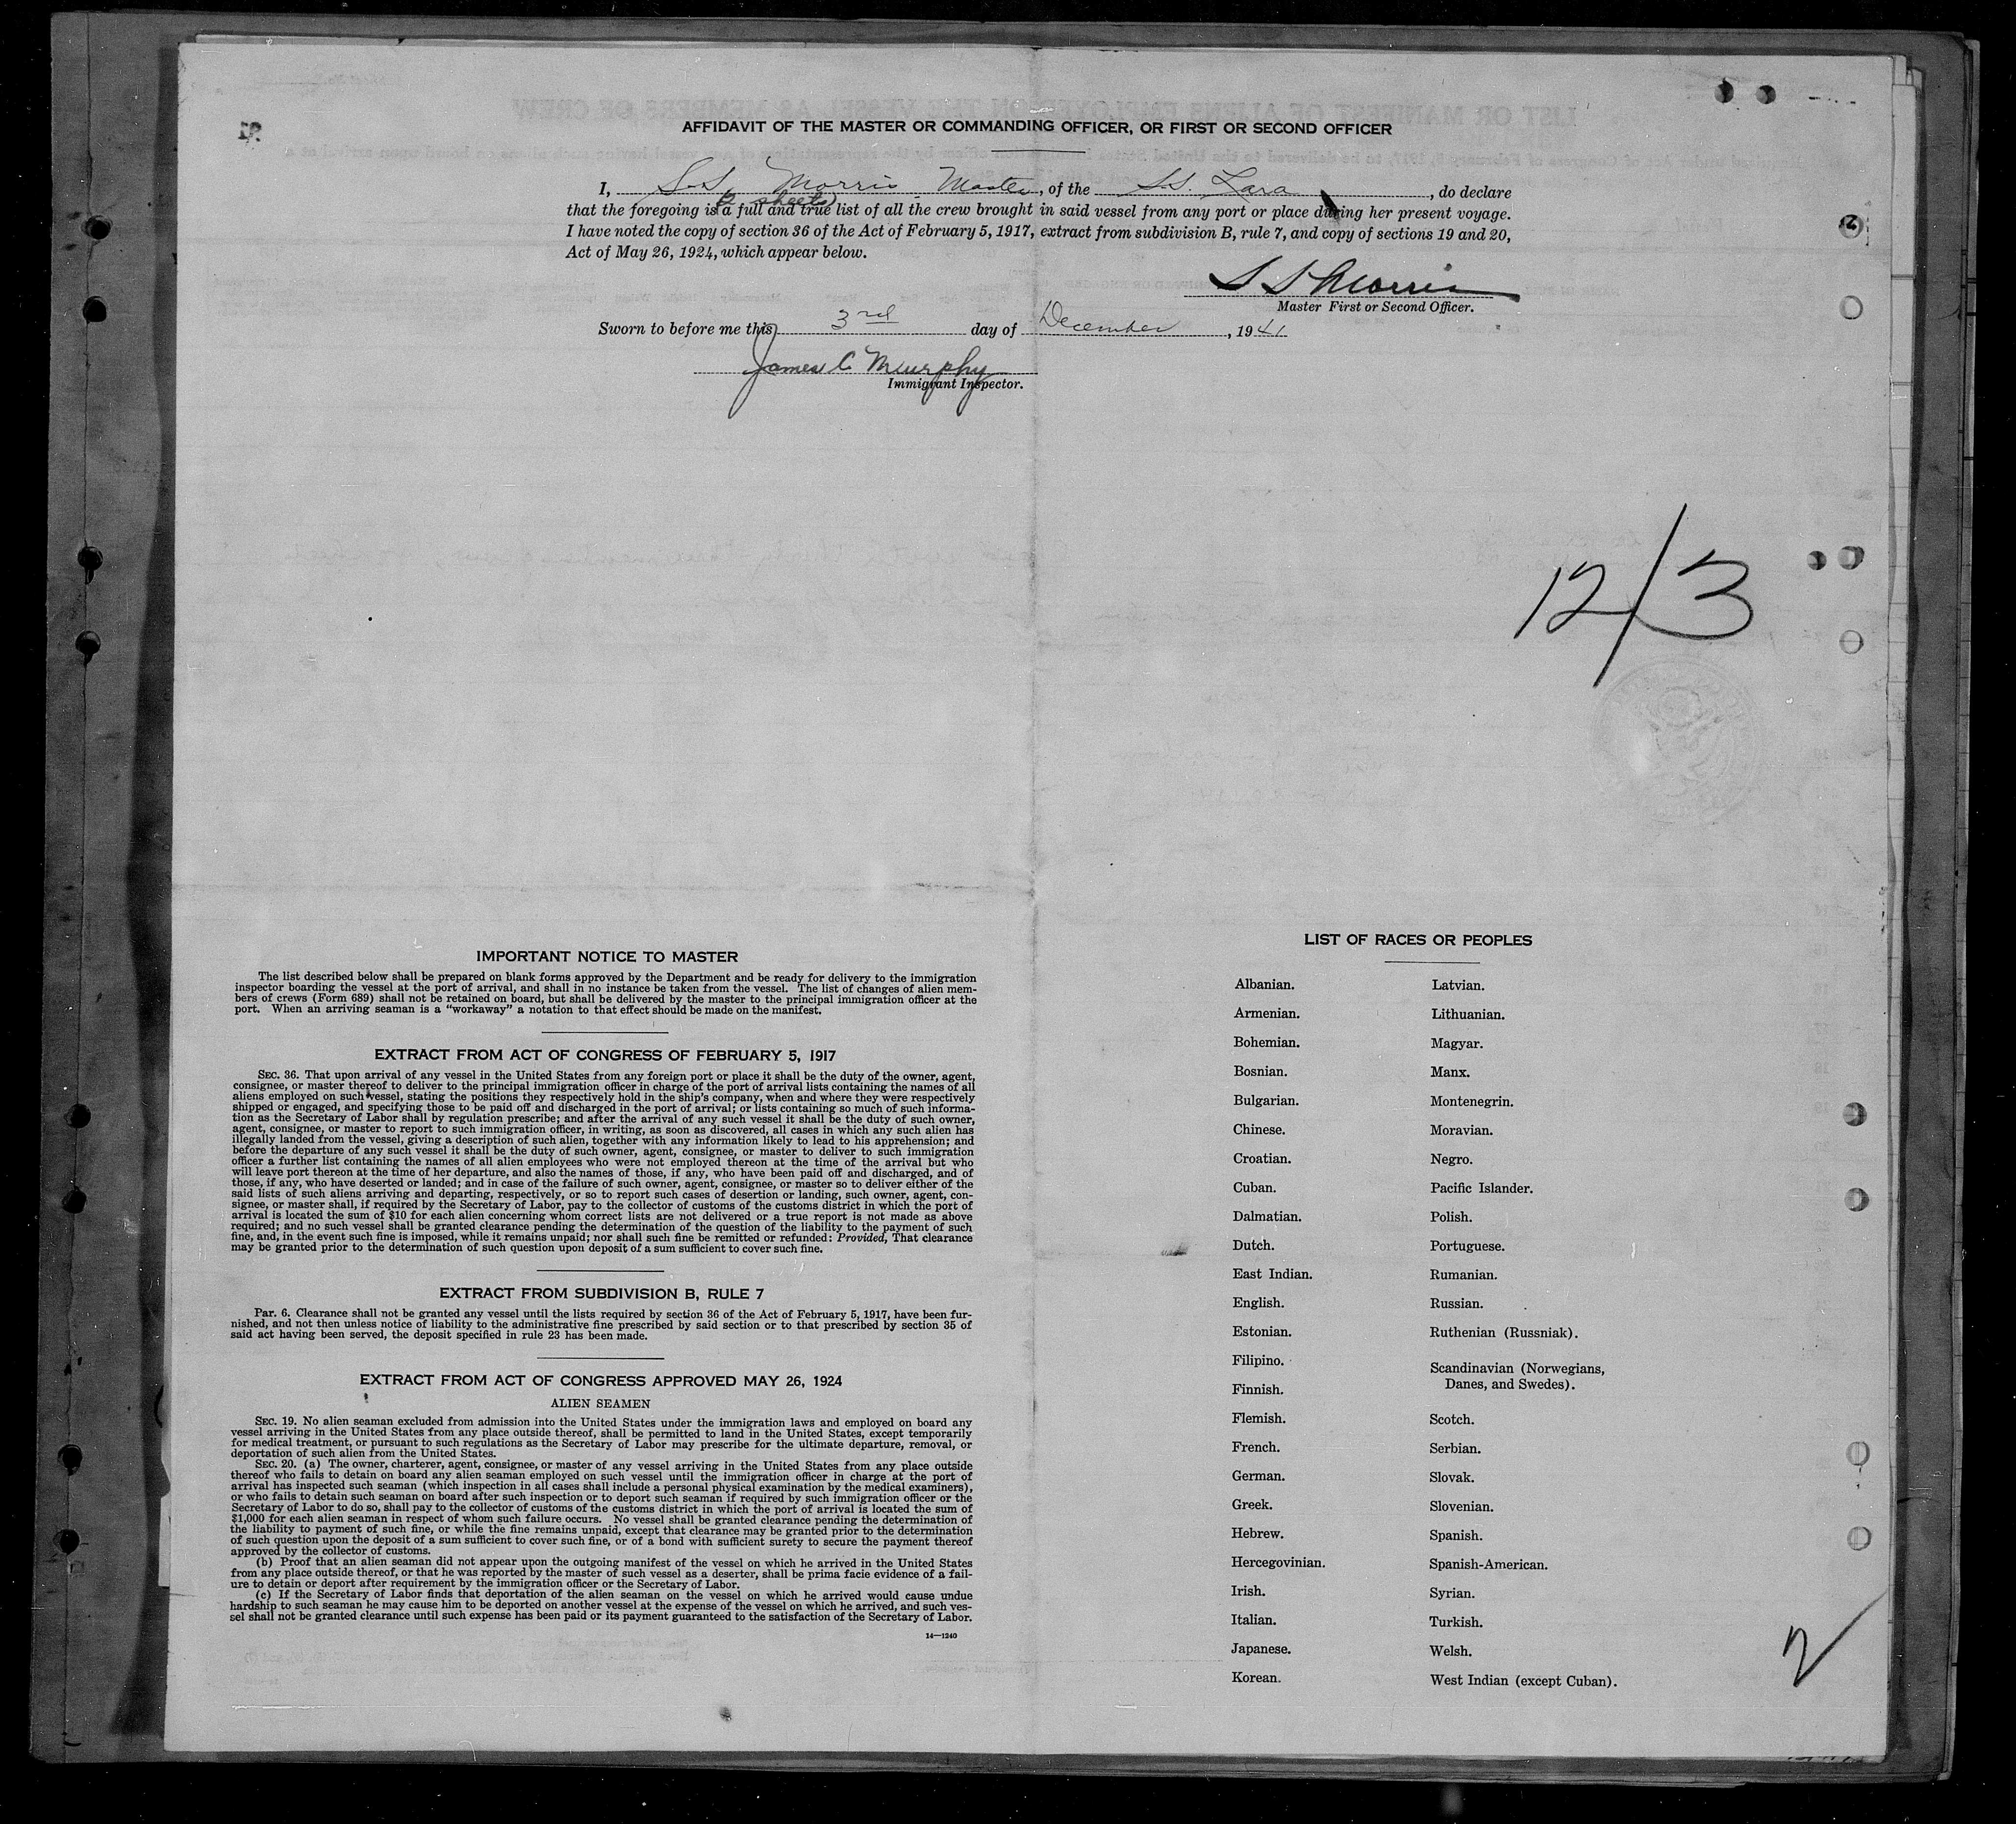 AFFIDAVIT OF THE MASTER OR COMMANDING OFFICER, OR FIRST OR SECOND OFFICER
I, S. S. Morris Master, of the S.S. Lara, do declare
(2 sheets)
that the foregoing is a full and true list of all the crew brought in said vessel from any port or place during her present voyage.
I have noted the copy of section 36 of the Act of February 5, 1917, extract from subdivision B, rule 7, and copy of sections 19 and 20,
Act of May 26, 1924, which appear below.
S S Morris
Master First or Second Officer.
Sworn to before me this 3rd day of December, 1941
James C Murphy
Immigrant Inspector.
12/3
IMPORTANT NOTICE TO MASTER
The list described below shall be prepared on blank forms approved by the Department and be ready for delivery to the immigration
inspector boarding the vessel at the port of arrival, and shall in no instance be taken from the vessel. The list of changes of alien mem-
bers of crews (Form 689) shall not be retained on board, but shall be delivered by the master to the principal immigration officer at the
port. When an arriving seaman is a "workaway" a notation to that effect should be made on the manifest.
EXTRACT FROM ACT OF CONGRESS OF FEBRUARY 5, 1917
SEC. 36. That upon arrival of any vessel in the United States from any foreign port or place it shall be the duty of the owner, agent,
consignee, or master thereof to deliver to the principal immigration officer in charge of the port of arrival lists containing the names of all
aliens employed on such vessel, stating the positions they respectively hold in the ship's company, when and where they were respectively
shipped or engaged, and specifying those to be paid off and discharged in the port of arrival; or lists containing so much of such informa-
tion as the Secretary of Labor shall by regulation prescribe; and after the arrival of any such vessel it shall be the duty of such owner,
agent, consignee, or master to report to such immigration officer, in writing, as soon as discovered, all cases in which any such alien has
illegally landed from the vessel, giving a description of such alien, together with any information likely to lead to his apprehension; and
before the departure of any such vessel it shall be the duty of such owner, agent, consignee, or master to deliver to such immigration
officer a further list containing the names of all alien employees who were not employed thereon at the time of the arrival but who
will leave port thereon at the time of her departure, and also the names of those, if any, who have been paid off and discharged, and of
those, if any, who have deserted or landed; and in case of the failure of such owner, agent, consignee, or master so to deliver either of the
said lists of such aliens arriving and departing, respectively, or so to report such cases of desertion or landing, such owner, agent, con-
signee, or master shall, if required by the Secretary of Labor, pay to the collector of customs of the customs district in which the port of
arrival is located the sum of $10 for each alien concerning whom correct lists are not delivered or a true report is not made as above
required; and no such vessel shall be granted clearance pending the determination of the question of the liability to the payment of such
fine, and, in the event such fine is imposed, while it remains unpaid; nor shall such fine be remitted or refunded: Provided, That clearance
may be granted prior to the determination of such question upon deposit of a sum sufficient to cover such fine.
EXTRACT FROM SUBDIVISION B, RULE 7
Par. 6. Clearance shall not be granted any vessel until the lists required by section 36 of the Act of February 5, 1917, have been fur-
nished, and not then unless notice of liability to the administrative fine prescribed by said section or to that prescribed by section 35 of
said act having been served, the deposit specified in rule 23 has been made.
EXTRACT FROM ACT OF CONGRESS APPROVED MAY 26, 1924
ALIEN SEAMEN
SEC. 19. No alien seaman excluded from admission into the United States under the immigration laws and employed on board any
vessel arriving in the United States from any place outside thereof, shall be permitted to land in the United States, except temporarily
for medical treatment, or pursuant to such regulations as the Secretary of Labor may prescribe for the ultimate departure, removal, or
deportation of such alien from the United States.
SEC. 20. (a) The owner, charterer, agent, consignee, or master of any vessel arriving in the United States from any place outside
thereof who fails to detain on board any alien seaman employed on such vessel until the immigration officer in charge at the port of
arrival has inspected such seaman (which inspection in all cases shall include a personal physical examination by the medical examiners),
or who fails to detain such seaman on board after such inspection or to deport such seaman if required by such immigration officer or the
Secretary of Labor to do so, shall pay to the collector of customs of the customs district in which the port of arrival is located the sum of
$1,000 for each alien seaman in respect of whom such failure occurs. No vessel shall be granted clearance pending the determination of
the liability to payment of such fine, or while the fine remains unpaid, except that clearance may be granted prior to the determination
of such question upon the deposit of a sum sufficient to cover such fine, or of a bond with sufficient surety to secure the payment thereof
approved by the collector of customs.
(b) Proof that an alien seaman did not appear upon the outgoing manifest of the vessel on which he arrived in the United States
from any place outside thereof, or that he was reported by the master of such vessel as a deserter, shall be prima facie evidence of a fail-
ure to detain or deport after requirement by the immigration officer or the Secretary of Labor.
(c) If the Secretary of Labor finds that deportation of the alien seaman on the vessel on which he arrived would cause undue
hardship to such seaman he may cause him to be deported on another vessel at the expense of the vessel on which he arrived, and such ves-
sel shall not be granted clearance until such expense has been paid or its payment guaranteed to the satisfaction of the Secretary of Labor.
14—1240
LIST OF RACES OR PEOPLES
Albanian.
Armenian.
Bohemian.
Bosnian.
Bulgarian.
Chinese.
Croatian.
Cuban.
Dalmatian.
Dutch.
East Indian.
English.
Estonian.
Filipino.
Finnish.
Flemish.
French.
German.
Greek.
Hebrew.
Hercegovinian.
Irish.
Italian.
Japanese.
Korean.
Latvian.
Lithuanian.
Magyar.
Manx.
Montenegrin.
Moravian.
Negro.
Pacific Islander.
Polish.
Portuguese.
Rumanian.
Russian.
Ruthenian (Russniak).
Scandinavian (Norwegians,
Danes, and Swedes).
Scotch.
Serbian.
Slovak.
Slovenian.
Spanish.
Spanish-American.
Syrian.
Turkish.
Welsh.
West Indian (except Cuban).
2